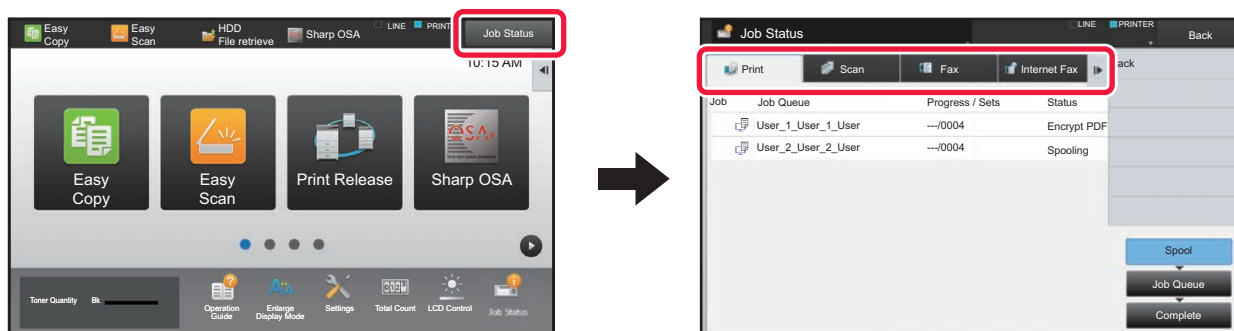 Easy Copy
Easy Scan
HDD File retrieve
Sharp OSA
LINE
PRINT
Job Status
10:15 AM
Easy Copy
Easy Scan
OSA
Print Release
Sharp OSA
Toner Quantity
Bk
Operation Guide
Enlarge Display Mode
Settings
Total Count
LCD Control
Job Status
Job Status
LINE
PRINTER
Back
Print
Scan
Fax
Internet Fax
ack
Job
Job Queue
Progress / Sets
Status
User_1_User_1_User
---/0004
Encrypt PDF
User_2_User_2_User
---/0004
Spooling
Spool
Job Queue
Complete